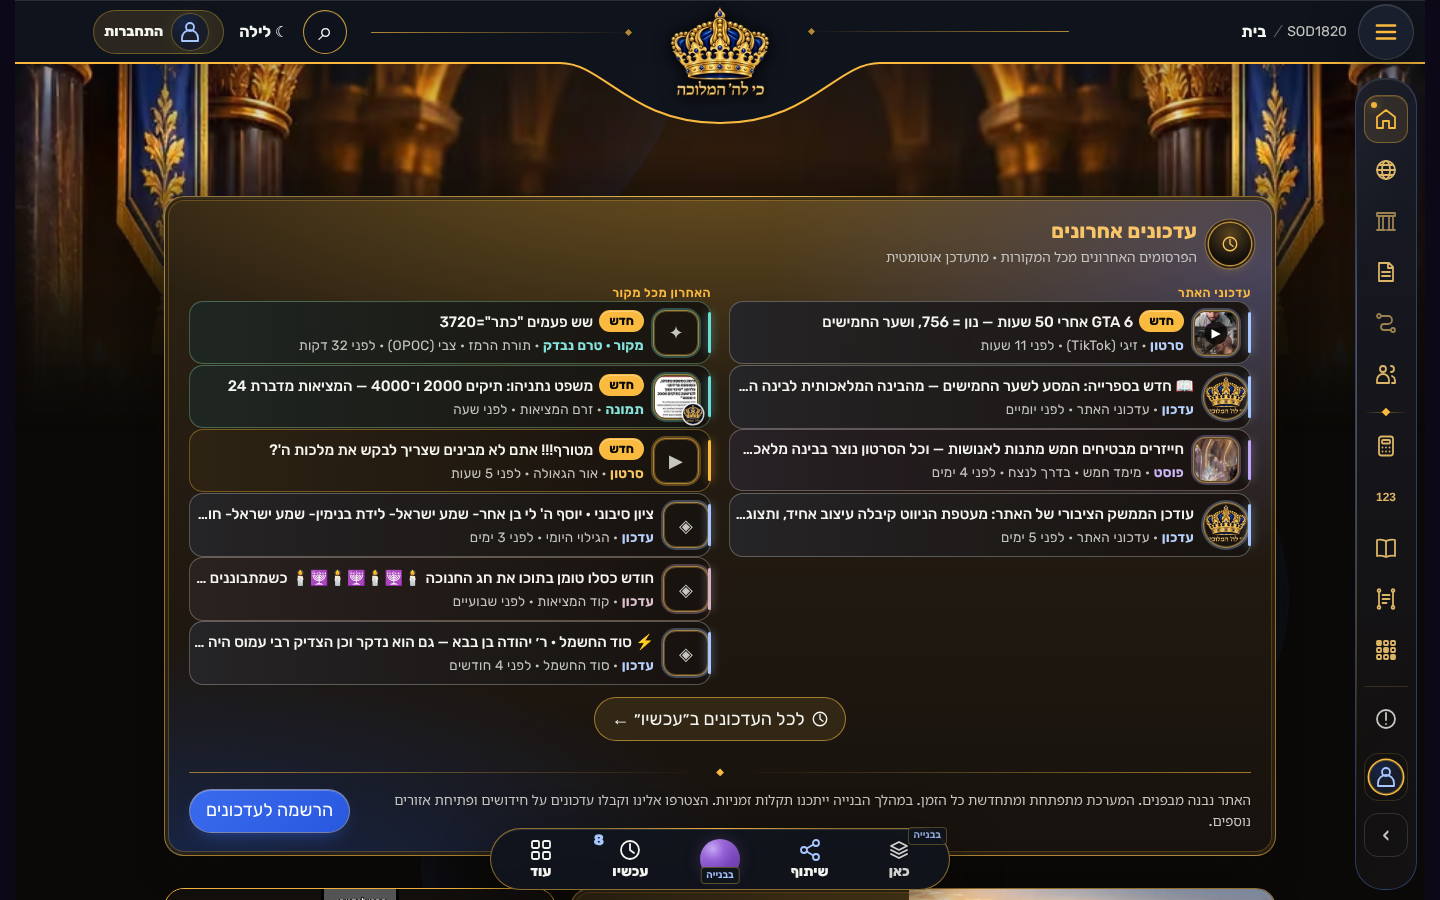 SOD1820 / בית
כי לה' המלוכה
לילה
התחברות
עדכונים אחרונים
הפרסומים האחרונים מכל המקורות • מתעדכן אוטומטית
עדכוני האתר
חדש GTA 6 אחרי 50 שעות — נון = 756, ושער החמישים
סרטון • זיגי (TikTok) • לפני 11 שעות
📖 חדש בספרייה: המסע לשער החמישים — מהבינה המלאכותית לבינה ה...
עדכון • עדכוני האתר • לפני יומיים
חייזרים מבטיחים חמש מתנות לאנושות — וכל הסרטון נוצר בבינה מלאכ...
פוסט • מימד חמש • בדרך לנצח • לפני 4 ימים
עודכן הממשק הציבורי של האתר: מעטפת הניווט קיבלה עיצוב אחיד, ותצוג...
עדכון • עדכוני האתר • לפני 5 ימים
האחרון מכל מקור
חדש שש פעמים "כתר"=3720
מקור • טרם נבדק • תורת הרמז • צבי (OPOC) • לפני 32 דקות
חדש משפט נתניהו: תיקים 2000 ו־4000 — המציאות מדברת 24
תמונה • זרם המציאות • לפני שעה
חדש מטורף!!! אתם לא מבינים שצריך לבקש את מלכות ה'?
סרטון • אור הגאולה • לפני 5 שעות
ציון סיבוני • יוסף ה' לי בן אחר- שמע ישראל- לידת בנימין- שמע ישראל- חו...
עדכון • הגילוי היומי • לפני 3 ימים
חודש כסלו טומן בתוכו את חג החנוכה 🕯️🕎🕯️🕎🕯️🕎🕯️ כשמתבוננים ...
עדכון • קוד המציאות • לפני שבועיים
⚡ סוד החשמל • ר׳ יהודה בן בבא — גם הוא נדקר וכן הצדיק רבי עמוס היה ...
עדכון • סוד החשמל • לפני 4 חודשים
לכל העדכונים ב״עכשיו״ ←
האתר נבנה מבפנים. המערכת מתפתחת ומתחדשת כל הזמן. במהלך הבנייה ייתכנו תקלות זמניות. הצטרפו אלינו וקבלו עדכונים על חידושים ופתיחת אזורים
נוספים.
הרשמה לעדכונים
בבנייה
כאן
שיתוף
בבנייה
8
עכשיו
עוד
123